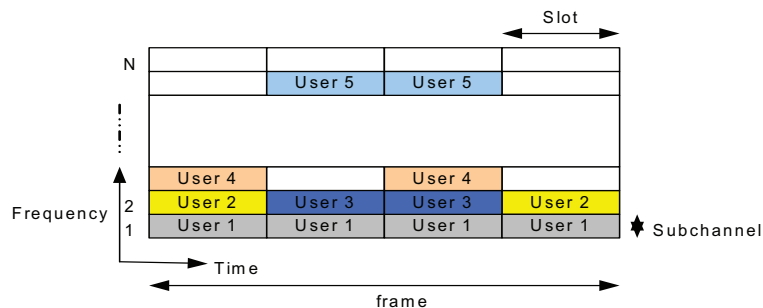 Slot
N
User 5 User 5
User 4 User 4
Frequency 2 User 2 User 3 User 3 User 2
1 User 1 User 1 User 1 User 1 Subchannel
Time
frame